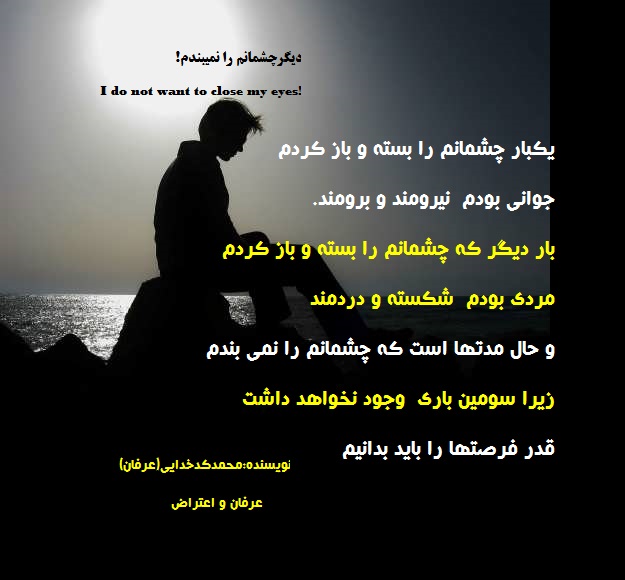 دیگرچشمانم را نمیبندم!
I do not want to close my eyes!
یکبار چشمانم را بسته و باز کردم
جوانی بودم نیرومند و برومند.
بار دیگر که چشمانم را بسته و باز کردم
مردی بودم شکسته و دردمند
و حال مدتها است که چشمانم را نمی بندم
زیرا سومین باری وجود نخواهد داشت
قدر فرصتها را باید بدانیم
نویسنده:محمدکدخدایی(عرفان)
عرفان و اعتراض